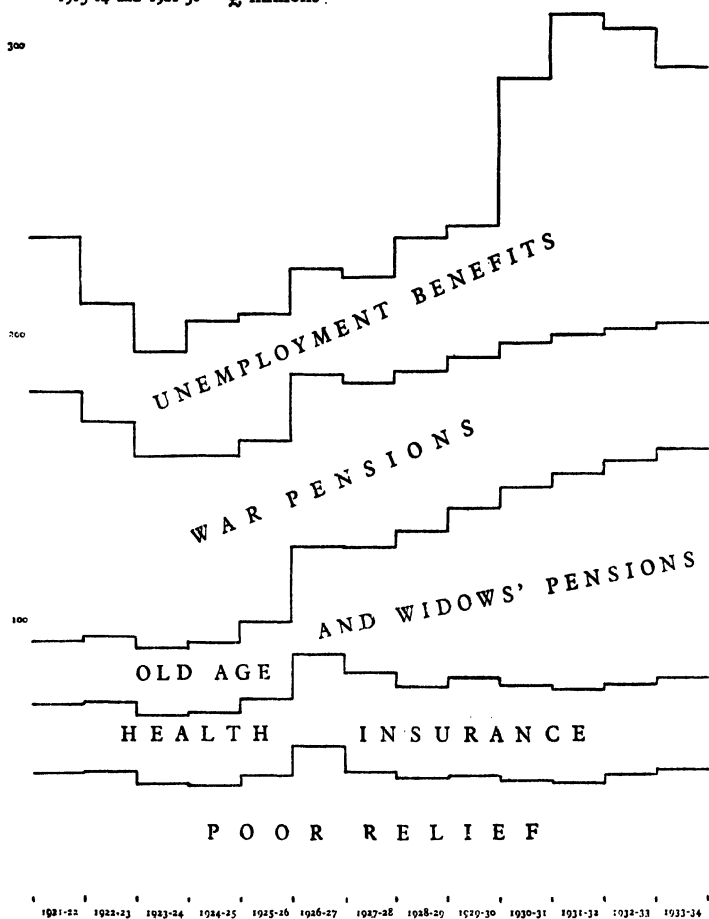 300
UNEMPLOYMENT BENEFITS
200
WAR PENSIONS
AND WIDOWS' PENSIONS
100
OLD AGE
HEALTH INSURANCE
POOR RELIEF
1921-22 1922-23 1923-24 1924-25 1925-26 1926-27 1927-28 1928-29 1929-30 1930-31 1931-32 1932-33 1933-34